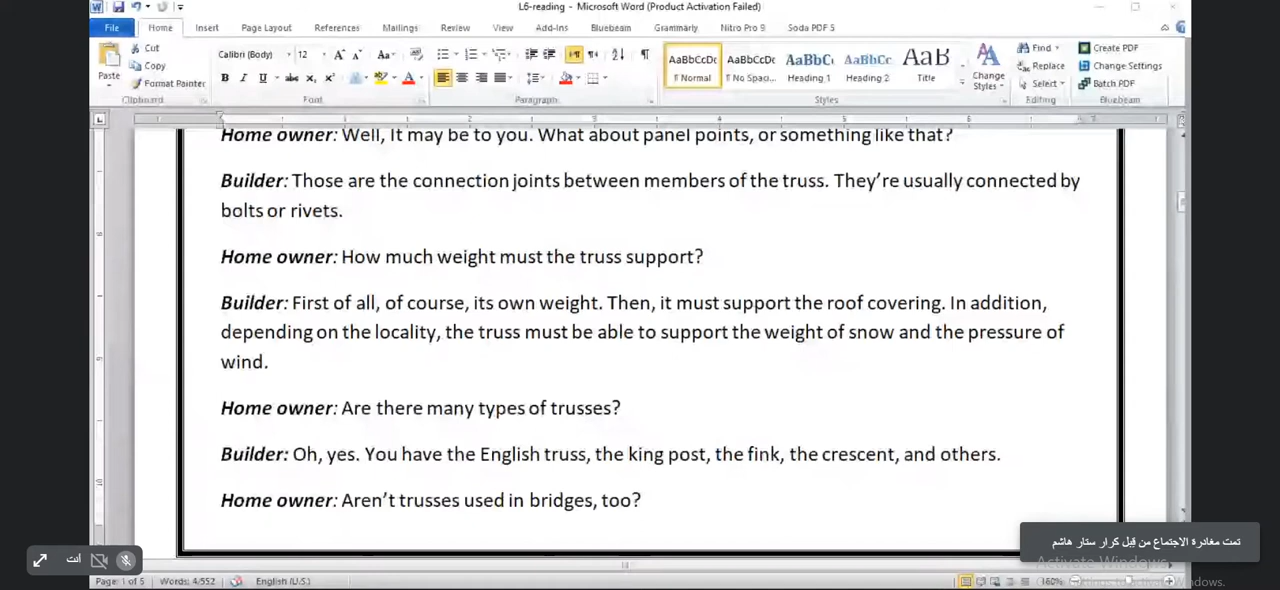 L6-reading - Microsoft Word (Product Activation Failed)
File Home Insert Page Layout References Mailings Review View Add-Ins Bluebeam Grammarly Nitro Pro 9 Soda PDF 5
Paste
Cut
Copy
Format Painter
Clipboard
Calibri (Body) 12
Font
Paragraph
AaBbCcDc AaBbCcDc AaBbC AaBbCc AaB
¶ Normal ¶ No Spaci... Heading 1 Heading 2 Title
Change Styles
Styles
Find
Replace
Select
Editing
Create PDF
Change Settings
Batch PDF
Bluebeam
Home owner: Well, It may be to you. What about panel points, or something like that?
Builder: Those are the connection joints between members of the truss. They're usually connected by
bolts or rivets.
Home owner: How much weight must the truss support?
Builder: First of all, of course, its own weight. Then, it must support the roof covering. In addition,
depending on the locality, the truss must be able to support the weight of snow and the pressure of
wind.
Home owner: Are there many types of trusses?
Builder: Oh, yes. You have the English truss, the king post, the fink, the crescent, and others.
Home owner: Aren't trusses used in bridges, too?
تمت مغادرة الاجتماع من قِبل كرار ستار هاشم
أنت
Activate Windows
Page: 1 of 5 Words: 4/552 English (U.S.) 160%